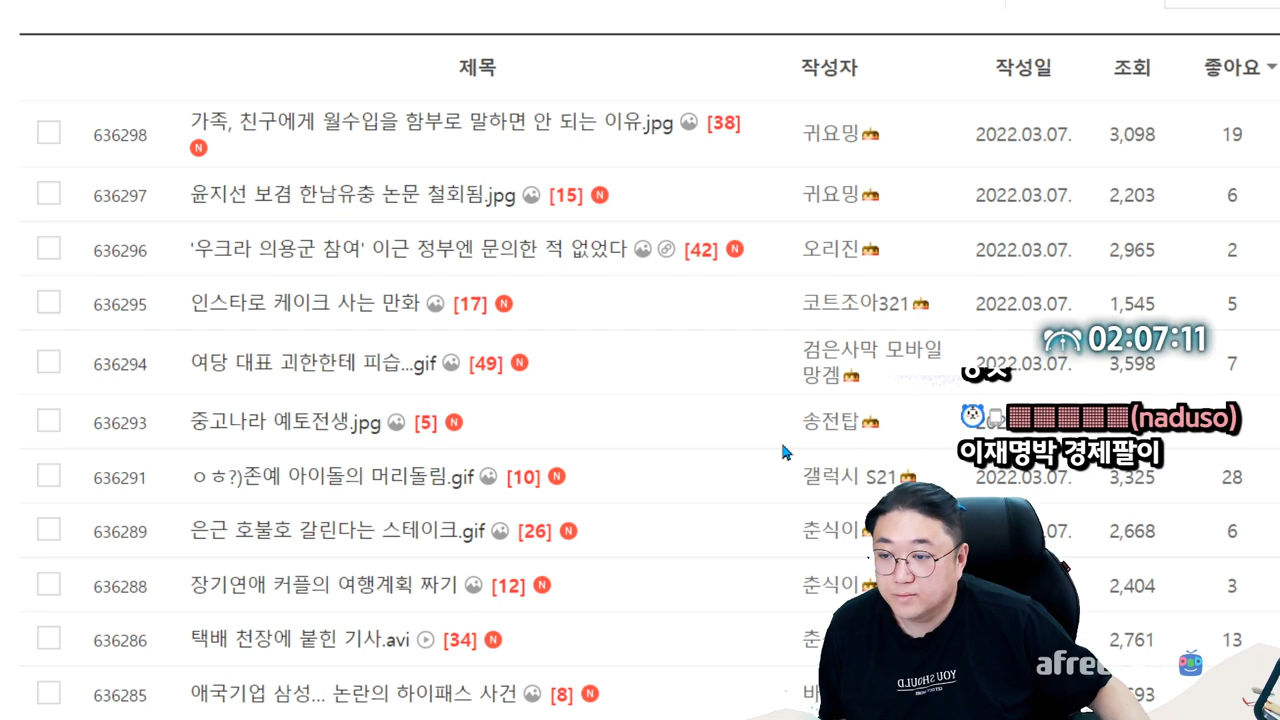 제목 작성자 작성일 조회 좋아요
636298 가족, 친구에게 월수입을 함부로 말하면 안 되는 이유.jpg [38] 귀요밍 2022.03.07. 3,098 19
N
636297 윤지선 보겸 한남유충 논문 철회됨.jpg [15] N 귀요밍 2022.03.07. 2,203 6
636296 '우크라 의용군 참여' 이근 정부엔 문의한 적 없었다 [42] N 오리진 2022.03.07. 2,965 2
636295 인스타로 케이크 사는 만화 [17] N 코트조아321 2022.03.07. 1,545 5
02:07:11
636294 여당 대표 괴한한테 피습...gif [49] N 검은사막 모바일 2022.03.07. 3,598 7
망겜
636293 중고나라 예토전생.jpg [5] N 송전탑
(naduso)
이재명박 경제팔이
636291 ㅇㅎ?)존예 아이돌의 머리돌림.gif [10] N 갤럭시 S21 2022.03.07. 3,325 28
636289 은근 호불호 갈린다는 스테이크.gif [26] N 춘식이 07. 2,668 6
636288 장기연애 커플의 여행계획 짜기 [12] N 춘식이 2,404 3
636286 택배 천장에 붙힌 기사.avi [34] N 춘 2,761 13
afree
636285 애국기업 삼성... 논란의 하이패스 사건 [8] N 바 593
YOU SHOULD